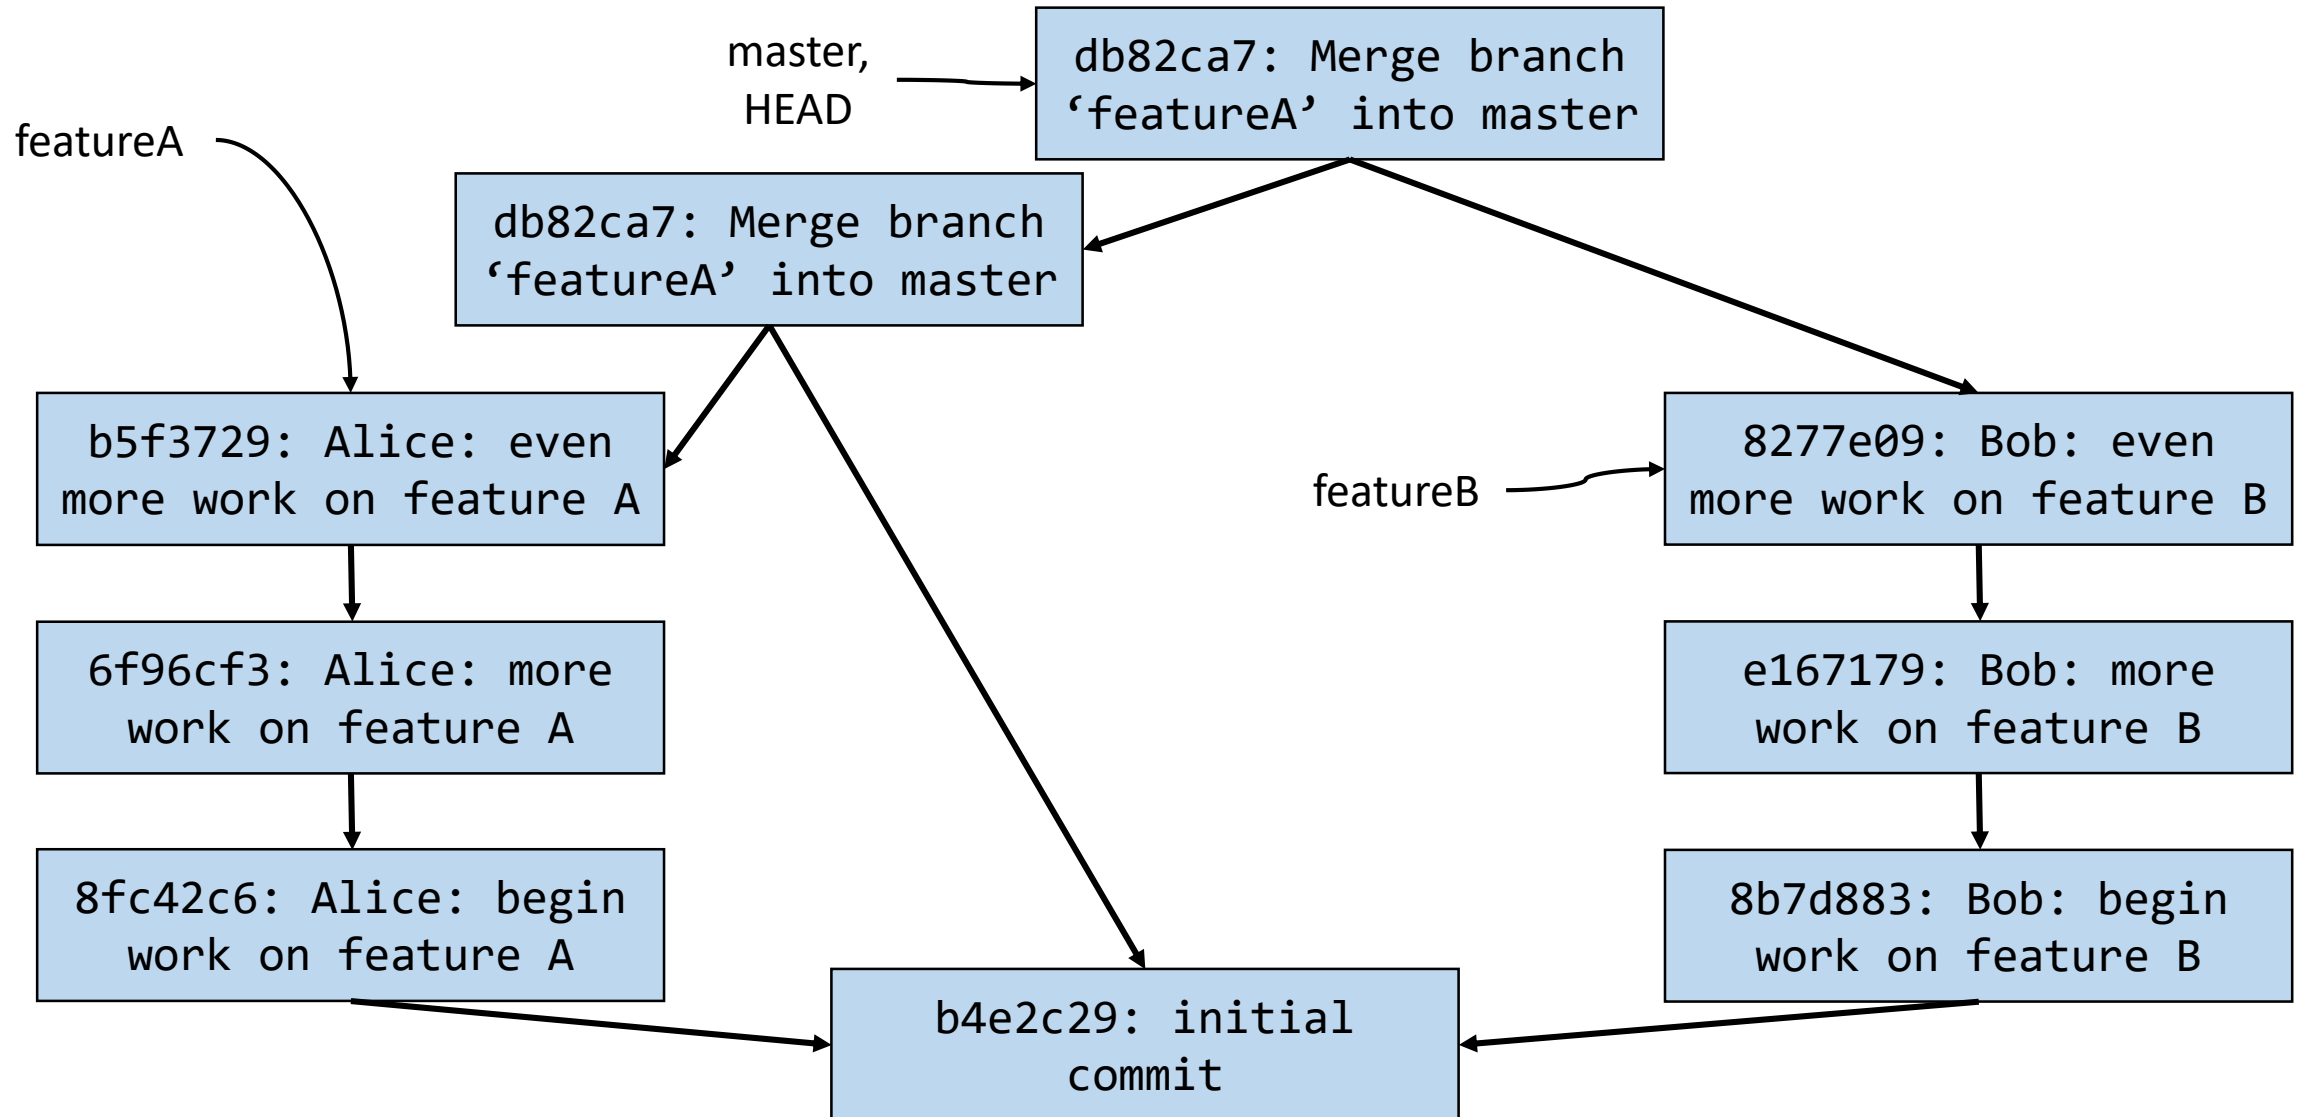 master,
HEAD
db82ca7: Merge branch
‘featureA’ into master
featureA
db82ca7: Merge branch
‘featureA’ into master
b5f3729: Alice: even
more work on feature A
featureB
8277e09: Bob: even
more work on feature B
6f96cf3: Alice: more
work on feature A
e167179: Bob: more
work on feature B
8fc42c6: Alice: begin
work on feature A
8b7d883: Bob: begin
work on feature B
b4e2c29: initial
commit